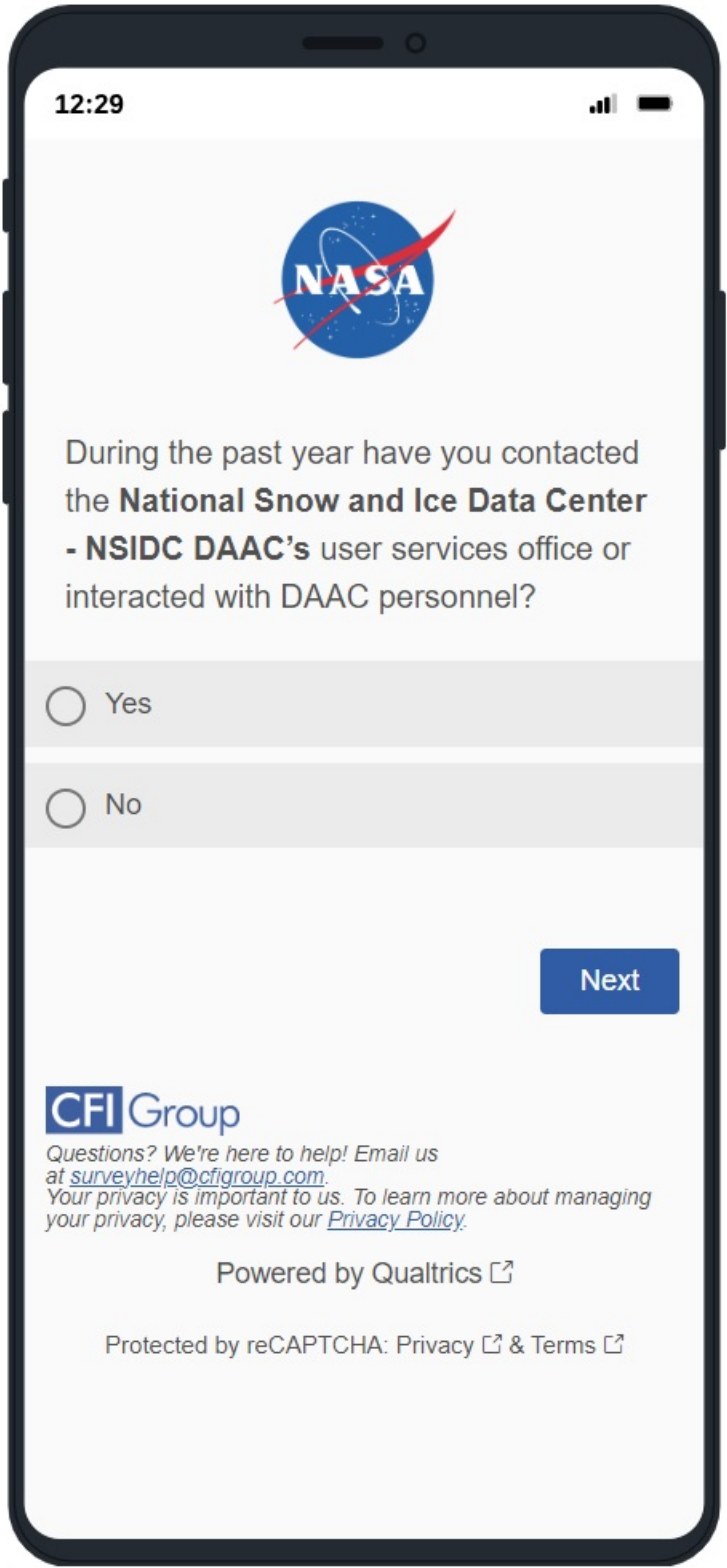 12:29
NASA
During the past year have you contacted
the National Snow and Ice Data Center
- NSIDC DAAC’s user services office or
interacted with DAAC personnel?
Yes
No
Next
CFI Group
Questions? We're here to help! Email us
at surveyhelp@cfigroup.com.
Your privacy is important to us. To learn more about managing
your privacy, please visit our Privacy Policy.
Powered by Qualtrics
Protected by reCAPTCHA: Privacy & Terms